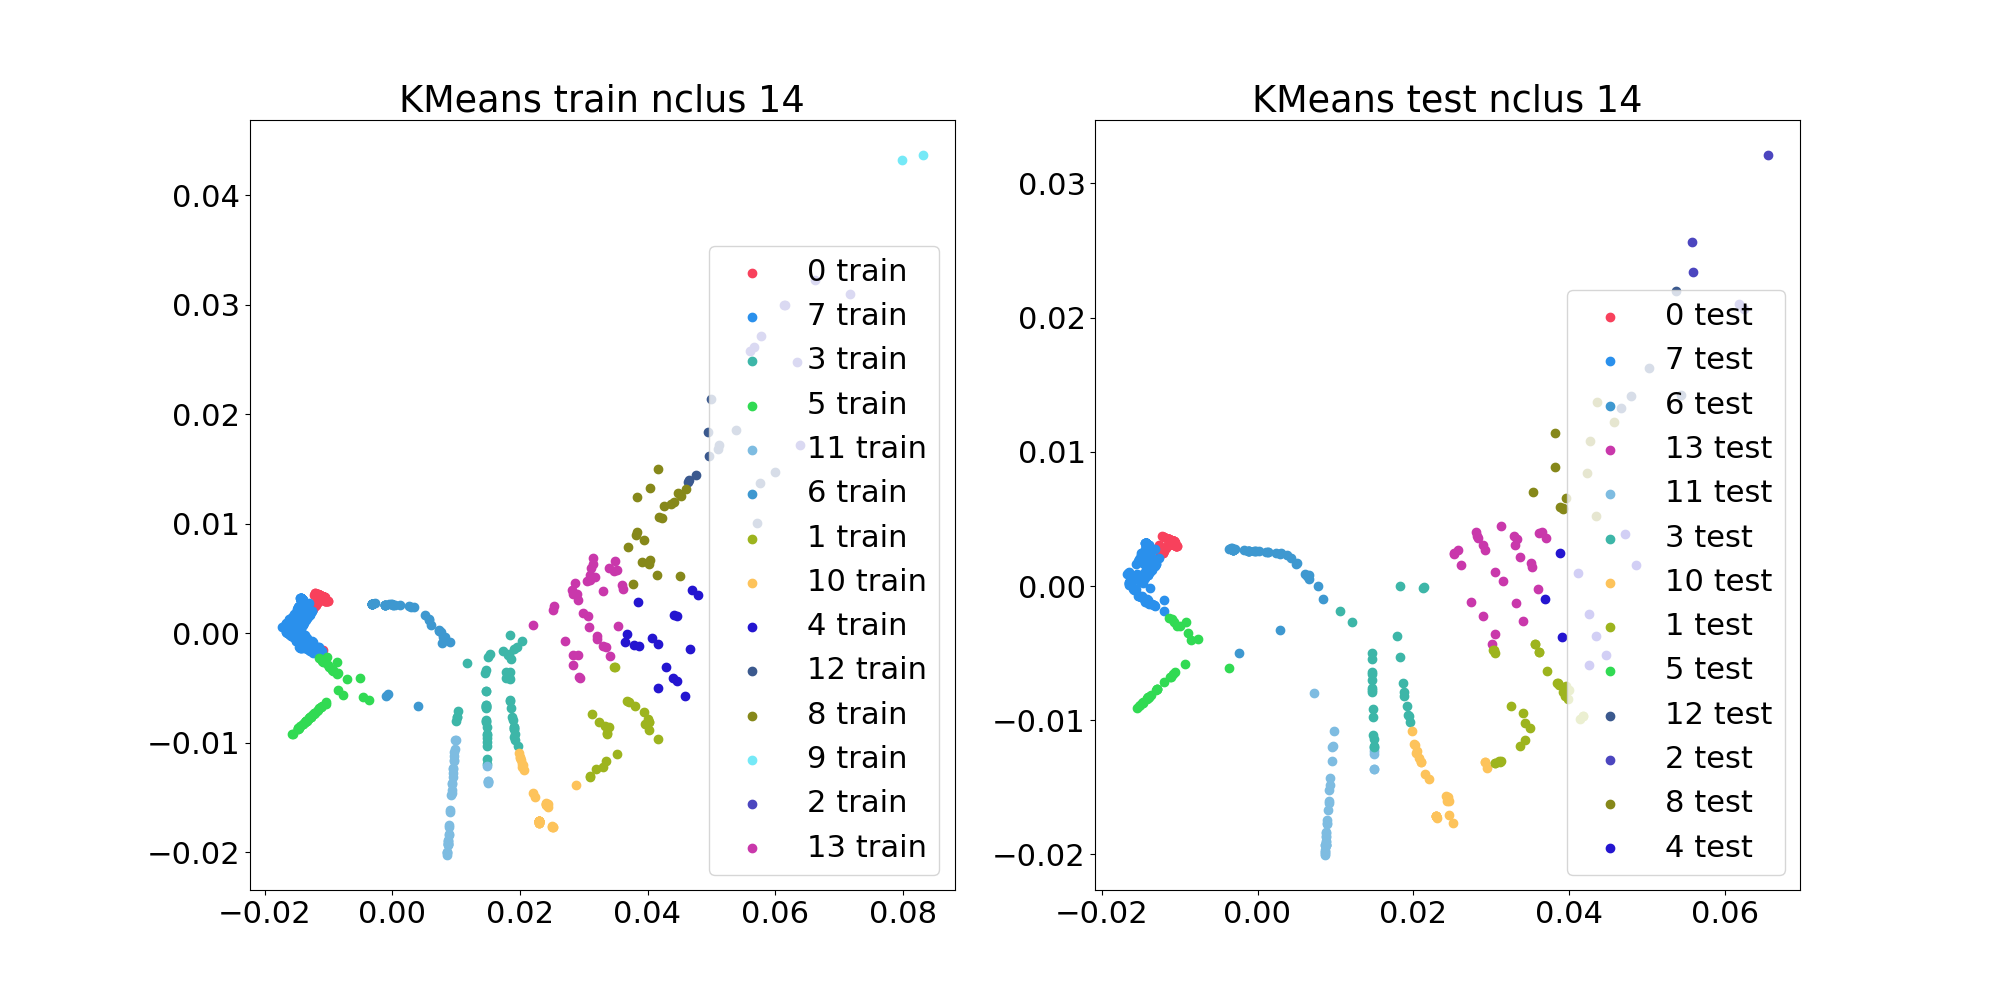 KMeans train nclus 14
0.04
0.03
0.02
0.01
0.00
−0.01
−0.02
−0.02 0.00 0.02 0.04 0.06 0.08
0 train
7 train
3 train
5 train
11 train
6 train
1 train
10 train
4 train
12 train
8 train
9 train
2 train
13 train
KMeans test nclus 14
0.03
0.02
0.01
0.00
−0.01
−0.02
−0.02 0.00 0.02 0.04 0.06
0 test
7 test
6 test
13 test
11 test
3 test
10 test
1 test
5 test
12 test
2 test
8 test
4 test